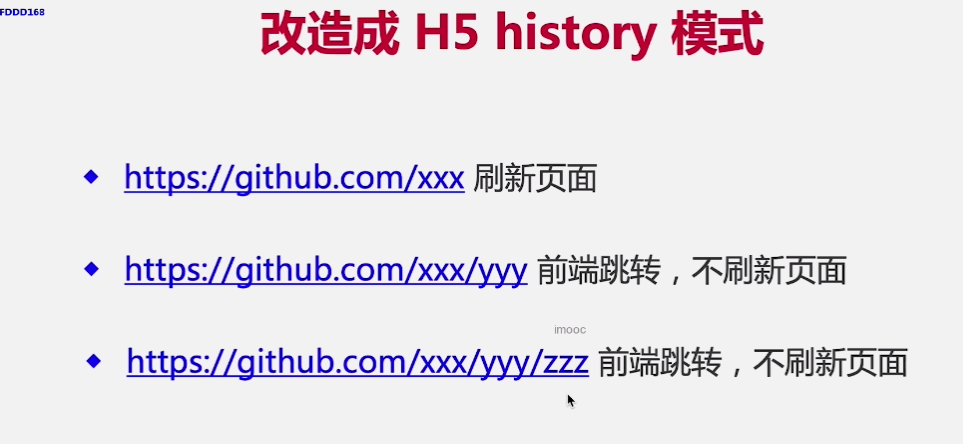 FDDD168
改造成 H5 history 模式
◆ https://github.com/xxx 刷新页面
◆ https://github.com/xxx/yyy 前端跳转，不刷新页面
imooc
◆ https://github.com/xxx/yyy/zzz 前端跳转，不刷新页面